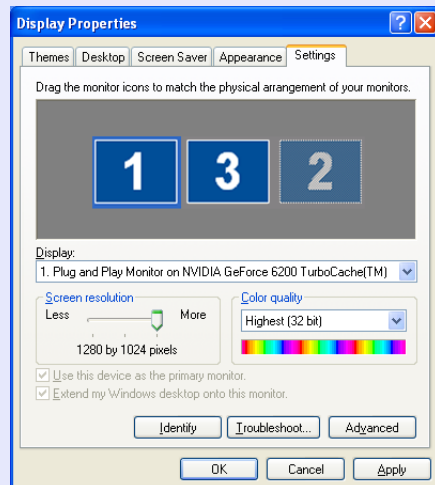 Display Properties
Themes Desktop Screen Saver Appearance Settings
Drag the monitor icons to match the physical arrangement of your monitors.
1 3 2
Display:
1. Plug and Play Monitor on NVIDIA GeForce 6200 TurboCache(TM)
Screen resolution
Less More
1280 by 1024 pixels
Color quality
Highest (32 bit)
Use this device as the primary monitor.
Extend my Windows desktop onto this monitor.
Identify Troubleshoot... Advanced
OK Cancel Apply